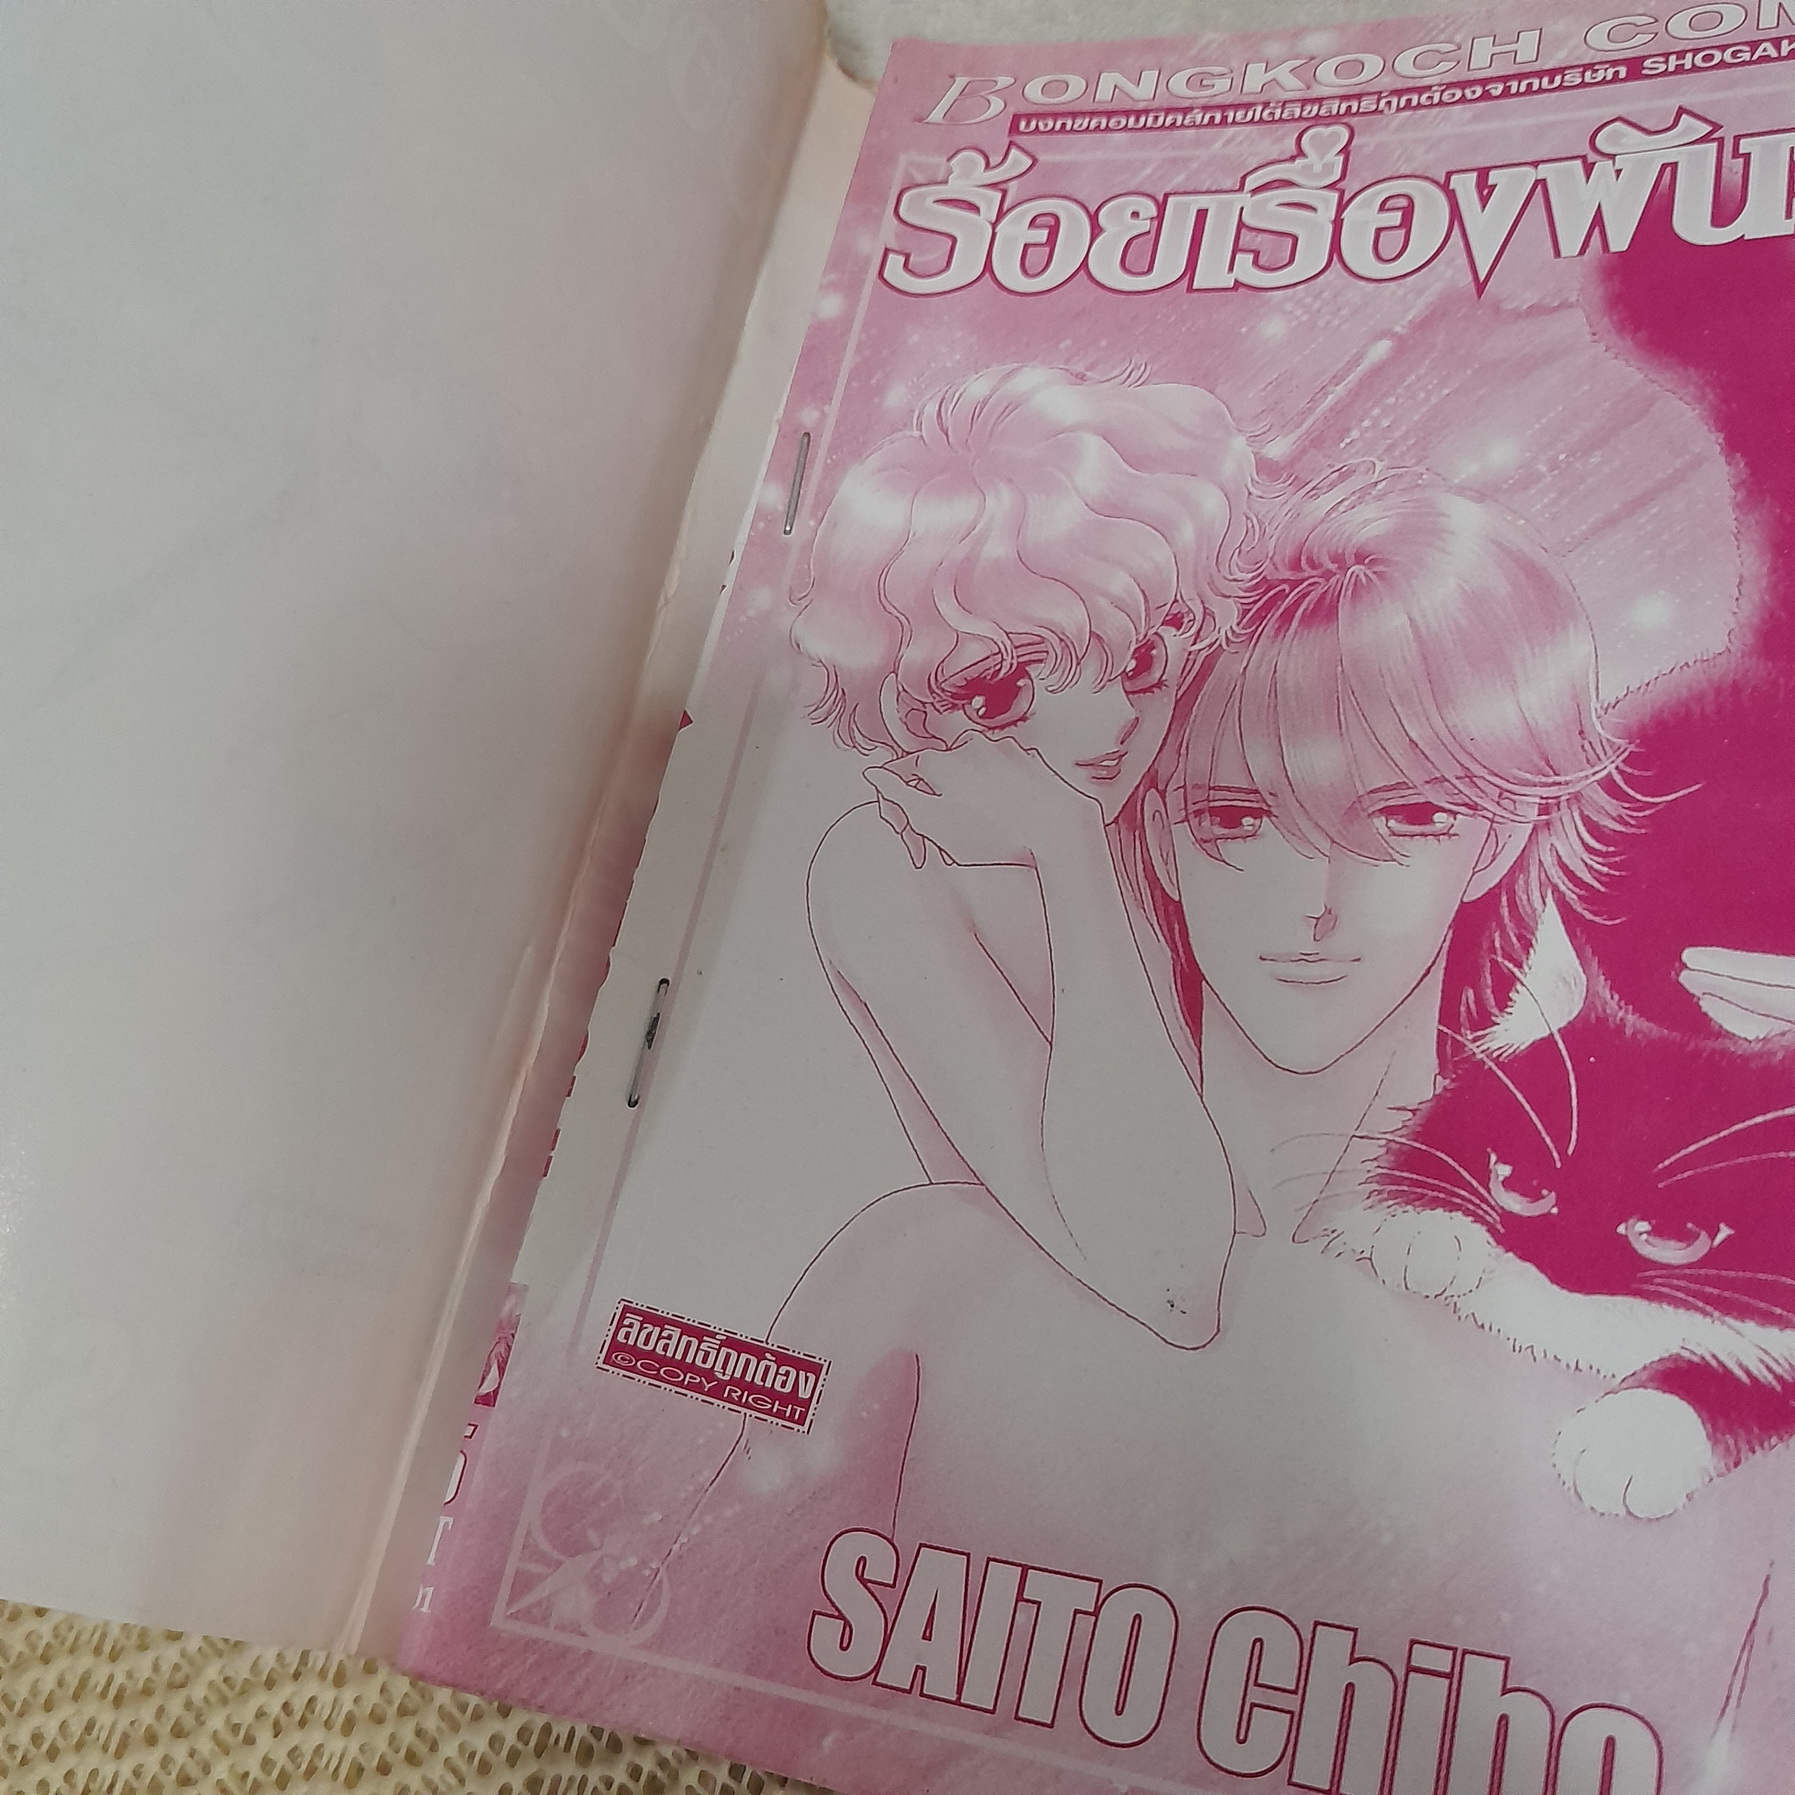 BONGKOCH COM
บงกชคอมมิคส์ภายใต้ลิขสิทธิ์ถูกต้องจากบริษัท SHOGAK
ร้อยเรื่องพัน
ลิขสิทธิ์ถูกต้อง
©COPY RIGHT
SAITO Chiho